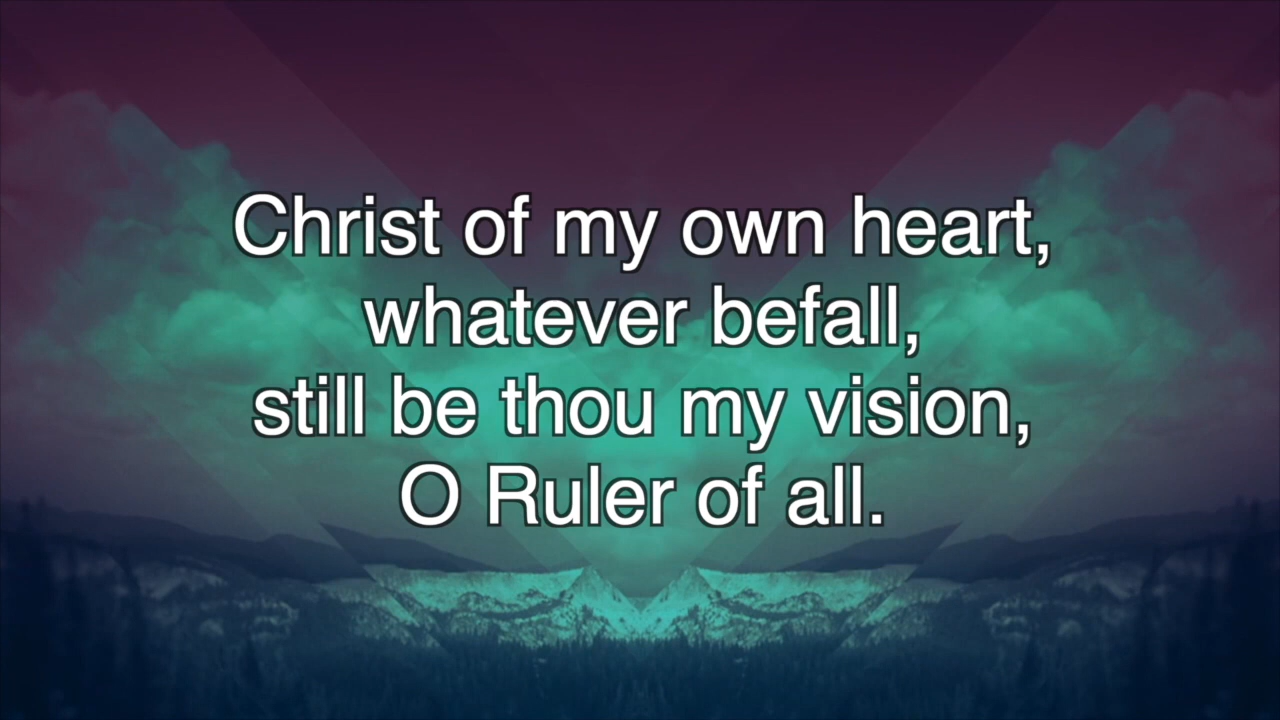 Christ of my own heart,
whatever befall,
still be thou my vision,
O Ruler of all.